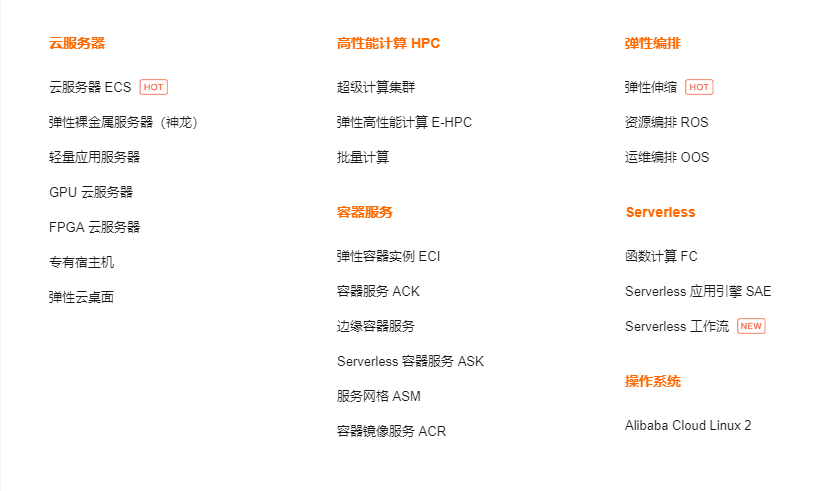 云服务器
云服务器 ECS HOT
弹性裸金属服务器（神龙）
轻量应用服务器
GPU 云服务器
FPGA 云服务器
专有宿主机
弹性云桌面
高性能计算 HPC
超级计算集群
弹性高性能计算 E-HPC
批量计算
容器服务
弹性容器实例 ECI
容器服务 ACK
边缘容器服务
Serverless 容器服务 ASK
服务网格 ASM
容器镜像服务 ACR
弹性编排
弹性伸缩 HOT
资源编排 ROS
运维编排 OOS
Serverless
函数计算 FC
Serverless 应用引擎 SAE
Serverless 工作流 NEW
操作系统
Alibaba Cloud Linux 2